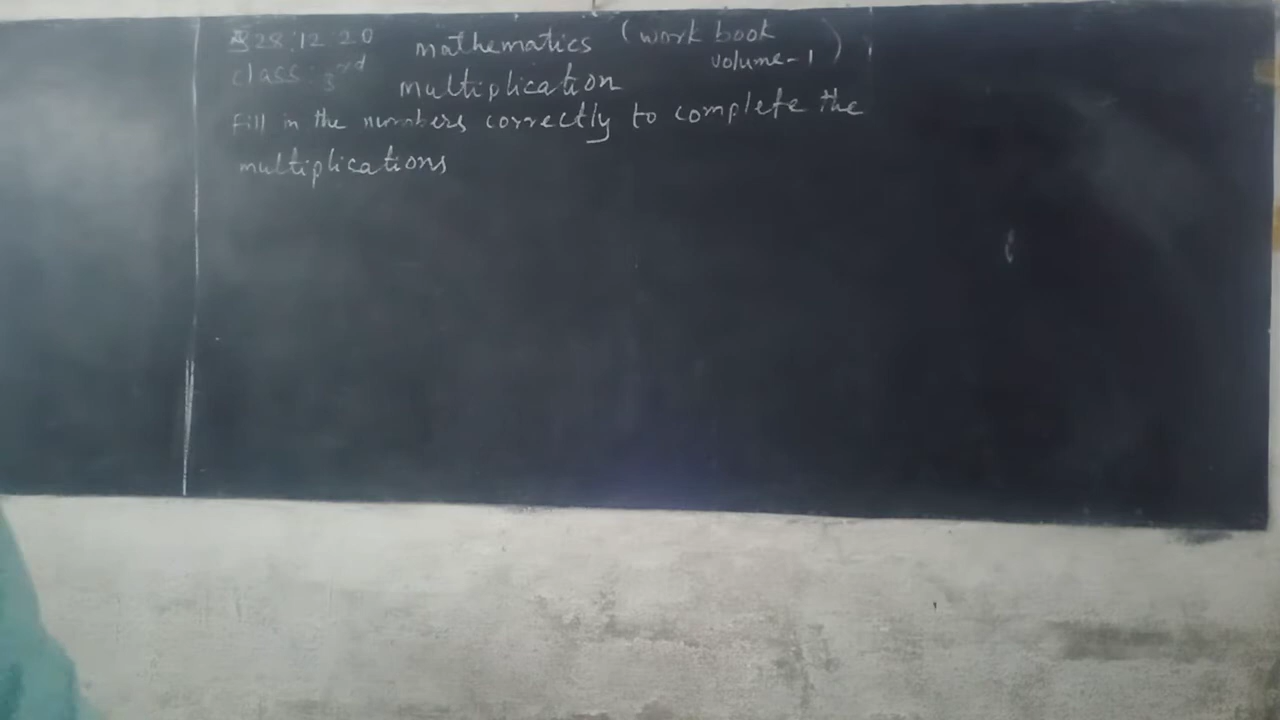 28:12:20 mathematics (work book volume-1)
class: 3rd multiplication
Fill in the numbers correctly to complete the
multiplications